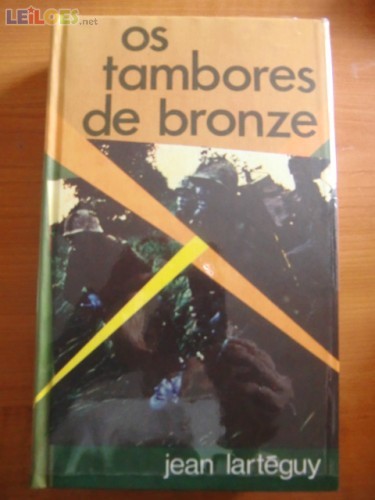 LEiLOES.net
os
tambores
de bronze
jean lartéguy